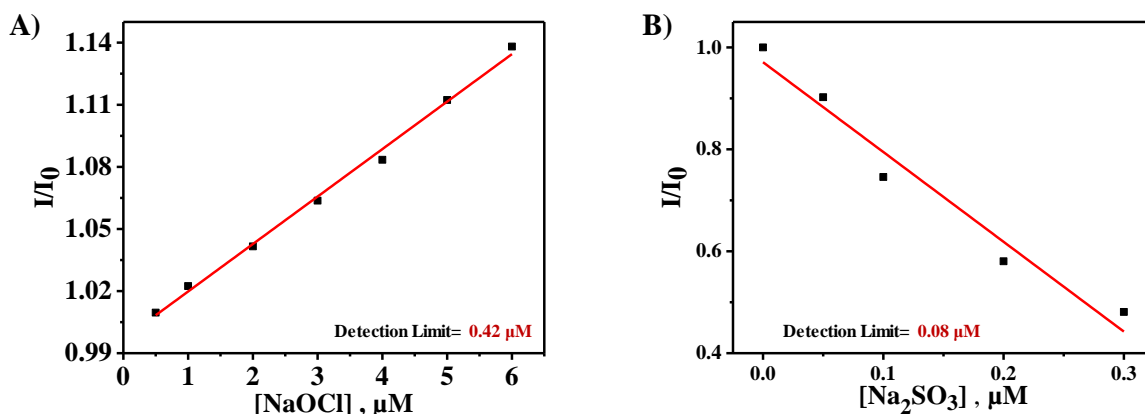 A)
I/I0
1.14
1.11
1.08
1.05
1.02
0.99
Detection Limit= 0.42 µM
0 1 2 3 4 5 6
[NaOCl] , µM
B)
I/I0
1.0
0.8
0.6
0.4
Detection Limit= 0.08 µM
0.0 0.1 0.2 0.3
[Na2SO3] , µM